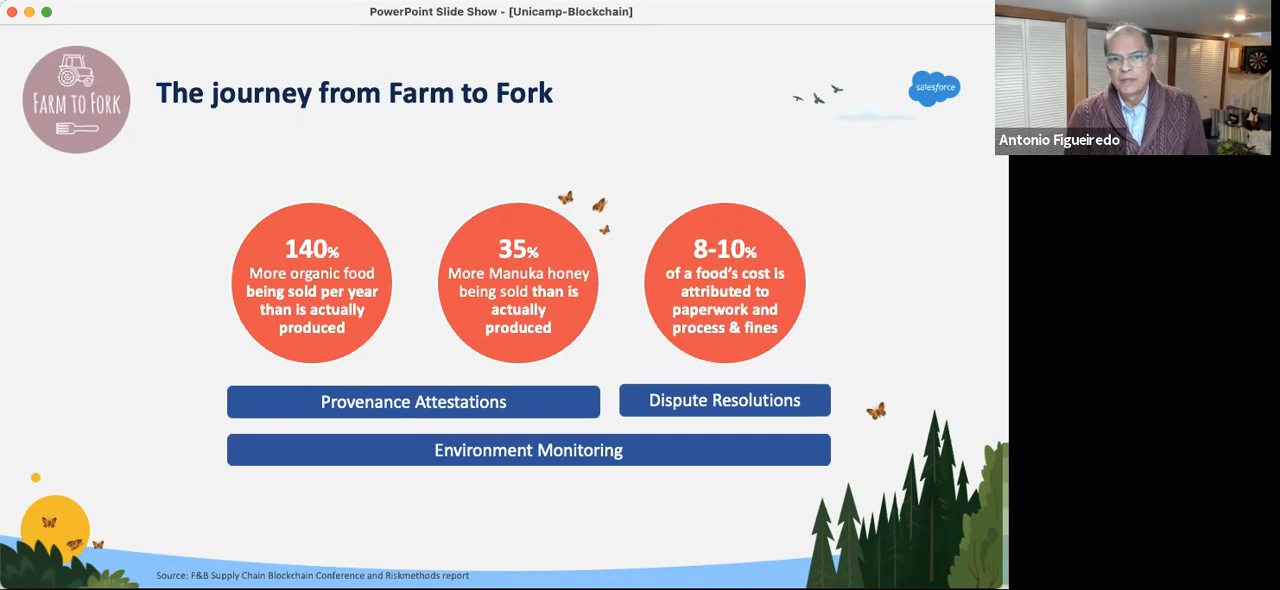 PowerPoint Slide Show - [Unicamp-Blockchain]
FARM TO FORK
The journey from Farm to Fork
salesforce
Antonio Figueiredo
140%
More organic food
being sold per year
than is actually
produced
35%
More Manuka honey
being sold than is
actually
produced
8-10%
of a food's cost is
attributed to
paperwork and
process & fines
Provenance Attestations
Dispute Resolutions
Environment Monitoring
Source: F&B Supply Chain Blockchain Conference and Riskmethods report